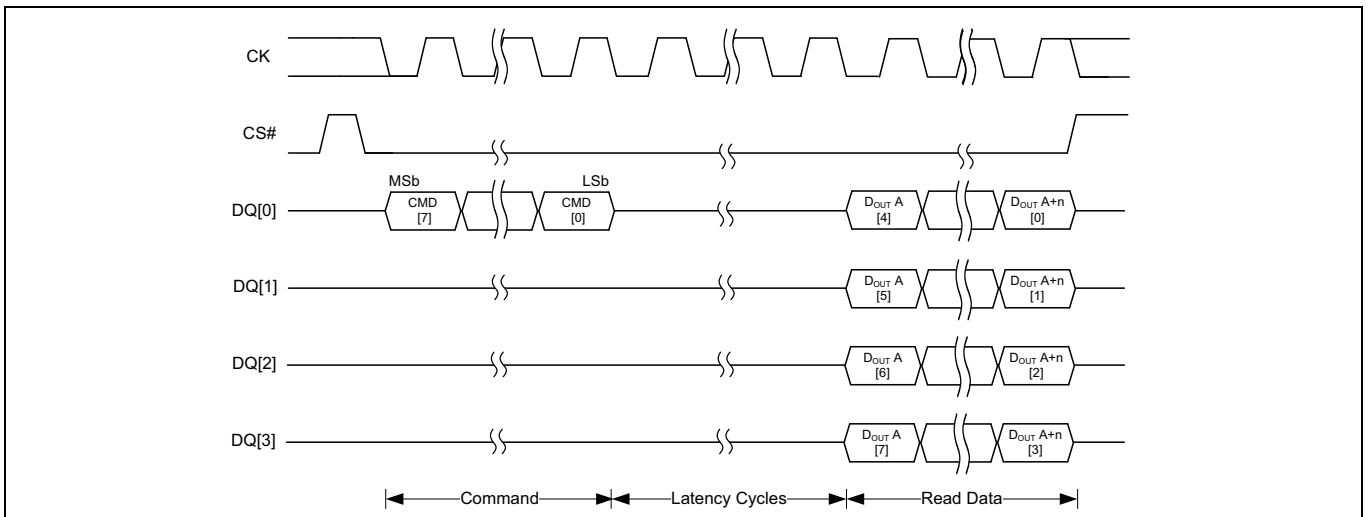 CK
CS#
MSb LSb
DQ[0] CMD [7] CMD [0] DOUT A [4] DOUT A+n [0]
DQ[1] DOUT A [5] DOUT A+n [1]
DQ[2] DOUT A [6] DOUT A+n [2]
DQ[3] DOUT A [7] DOUT A+n [3]
Command Latency Cycles Read Data